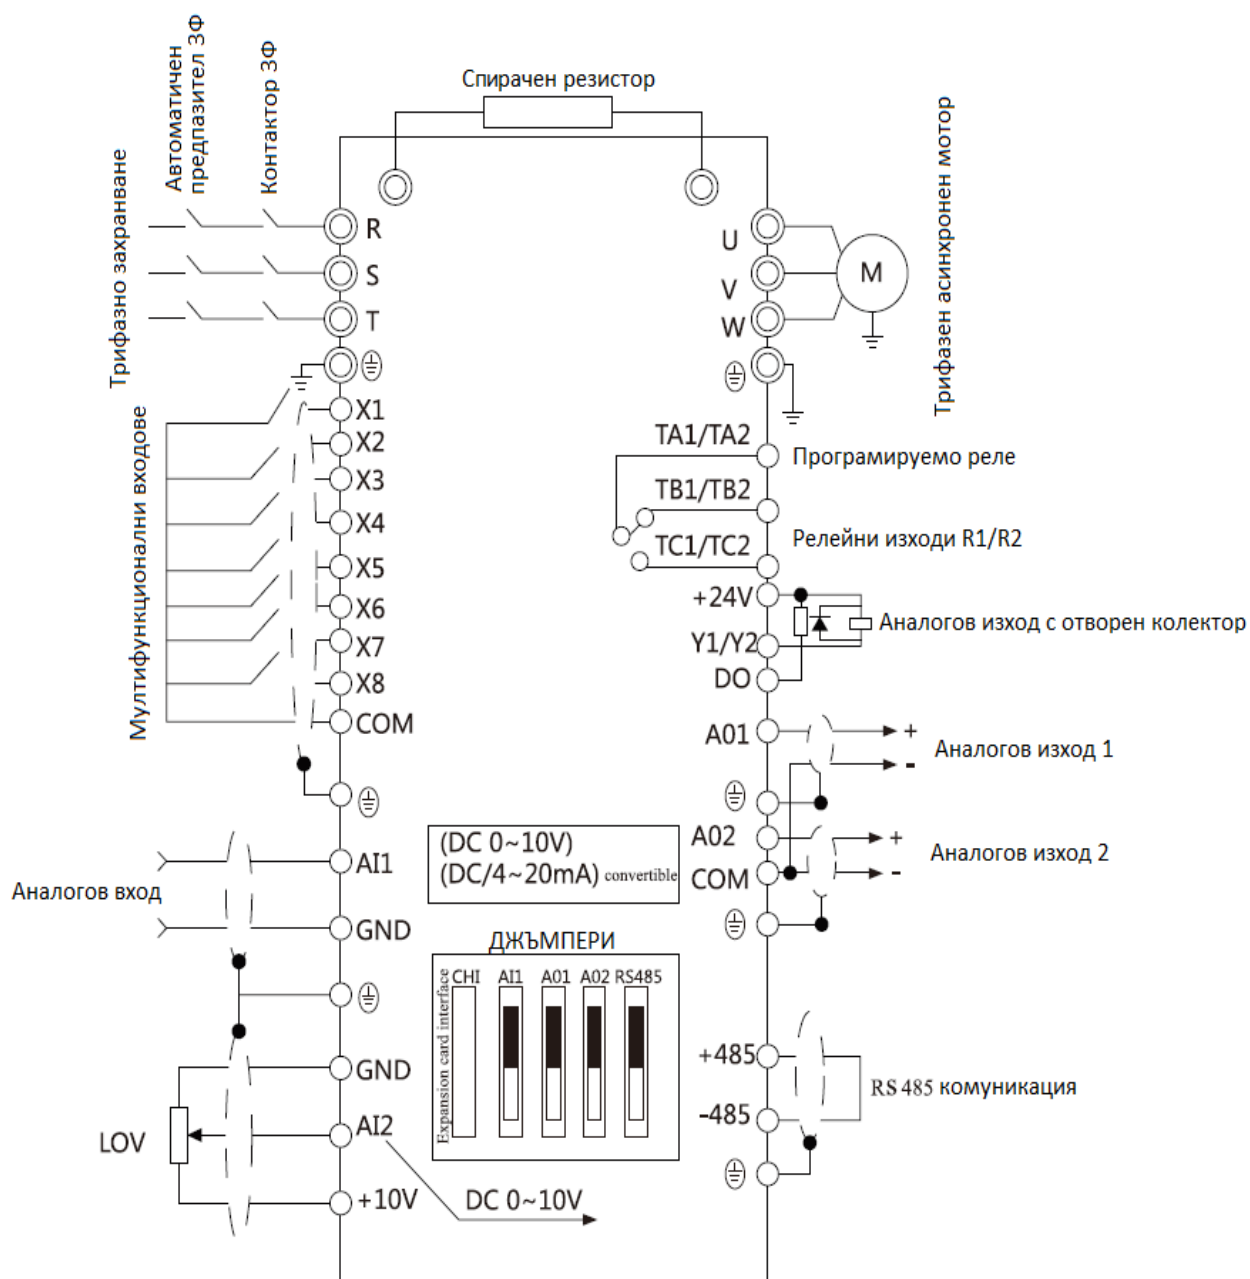 Спирачен резистор
Трифазно захранване
Автоматичен
предпазител 3Ф
Контактор 3Ф
R
S
T
U
V
W
M
Трифазен асинхронен мотор
Мултифункционални входове
X1
X2
X3
X4
X5
X6
X7
X8
COM
TA1/TA2
Програмируемо реле
TB1/TB2
TC1/TC2
Релейни изходи R1/R2
+24V
Y1/Y2
DO
Аналогов изход с отворен колектор
A01
+
-
Аналогов изход 1
A02
COM
+
-
Аналогов изход 2
(DC 0~10V)
(DC/4~20mA) convertible
Аналогов вход
AI1
GND
ДЖЪМПЕРИ
Expansion card interface
CHI AI1 A01 A02 RS485
GND
LOV
AI2
+10V
DC 0~10V
+485
-485
RS 485 комуникация